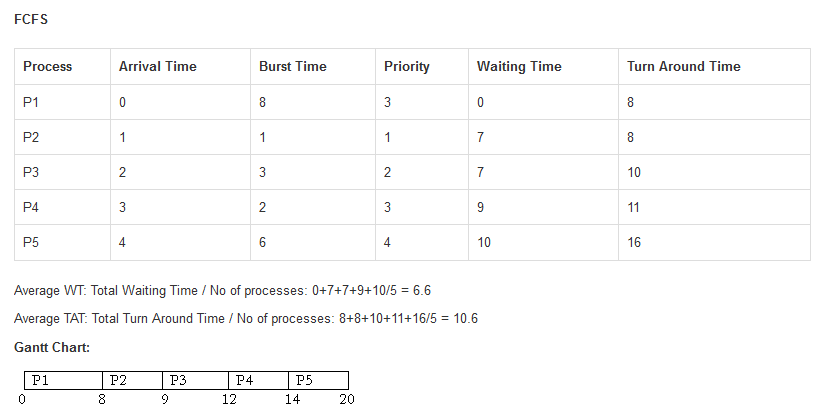 FCFS
Process Arrival Time Burst Time Priority Waiting Time Turn Around Time
P1 0 8 3 0 8
P2 1 1 1 7 8
P3 2 3 2 7 10
P4 3 2 3 9 11
P5 4 6 4 10 16
Average WT: Total Waiting Time / No of processes: 0+7+7+9+10/5 = 6.6
Average TAT: Total Turn Around Time / No of processes: 8+8+10+11+16/5 = 10.6
Gantt Chart:
P1 P2 P3 P4 P5
0 8 9 12 14 20